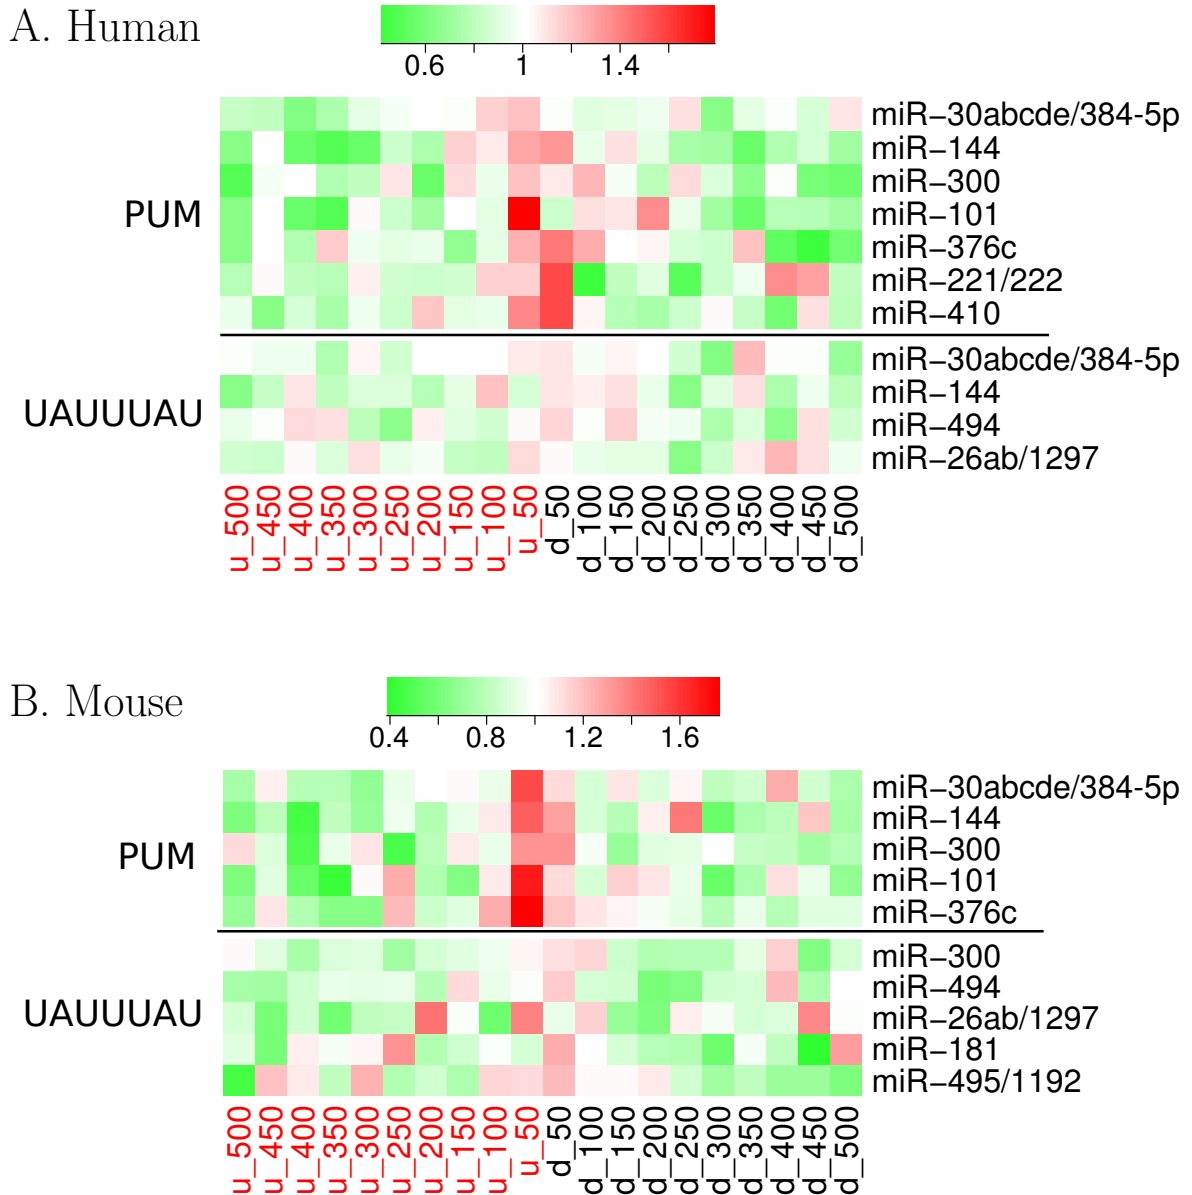 A. Human
0.6 1 1.4
PUM
miR−30abcde/384-5p
miR−144
miR−300
miR−101
miR−376c
miR−221/222
miR−410
UAUUUAU
miR−30abcde/384-5p
miR−144
miR−494
miR−26ab/1297
u_500 u_450 u_400 u_350 u_300 u_250 u_200 u_150 u_100 u_50 d_50 d_100 d_150 d_200 d_250 d_300 d_350 d_400 d_450 d_500
B. Mouse
0.4 0.8 1.2 1.6
PUM
miR−30abcde/384-5p
miR−144
miR−300
miR−101
miR−376c
UAUUUAU
miR−300
miR−494
miR−26ab/1297
miR−181
miR−495/1192
u_500 u_450 u_400 u_350 u_300 u_250 u_200 u_150 u_100 u_50 d_50 d_100 d_150 d_200 d_250 d_300 d_350 d_400 d_450 d_500